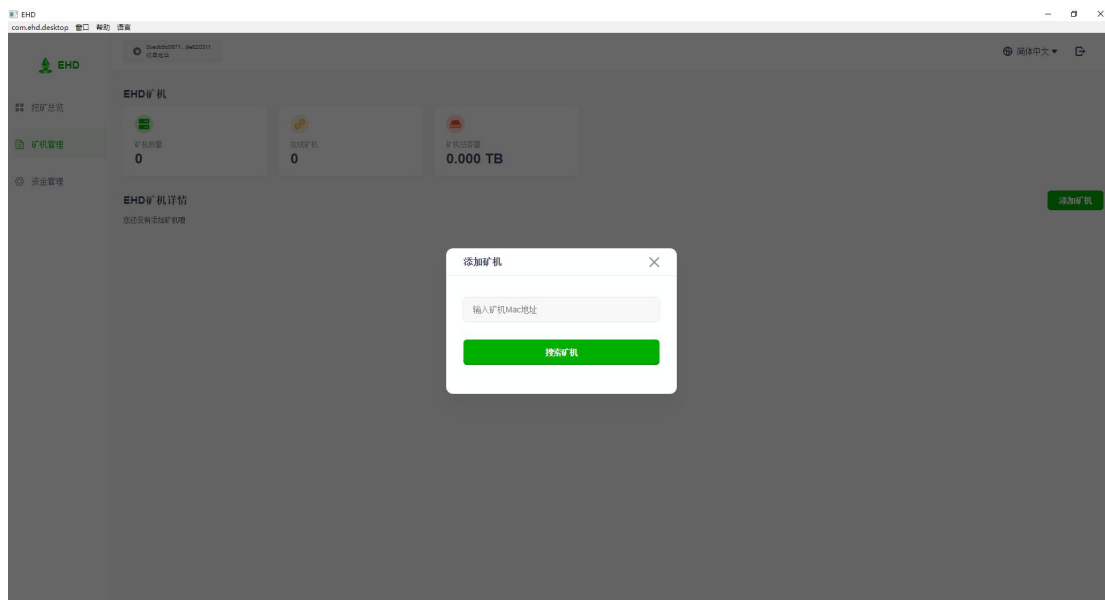 EHD
com.ehd.desktop 窗口 帮助 语言
EHD
简体中文
挖矿总览
矿机管理
资金管理
EHD矿机
矿机数量
0
在线矿机
0
矿机总容量
0.000 TB
EHD矿机详情
添加矿机
您还没有添加矿机噢
添加矿机
输入矿机Mac地址
搜索矿机